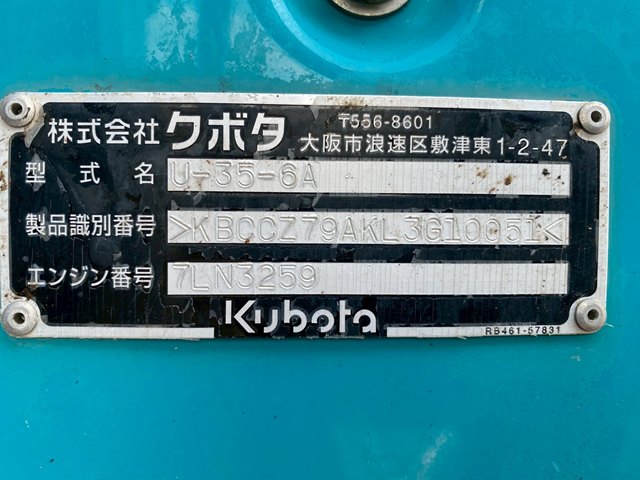 株式会社クボタ
〒556-8601
大阪市浪速区敷津東1-2-47
型式名 U-35-6A
製品識別番号 >KBCCZ79AKL3G10651<
エンジン番号 7LN3259
Kubota
RB461-57831